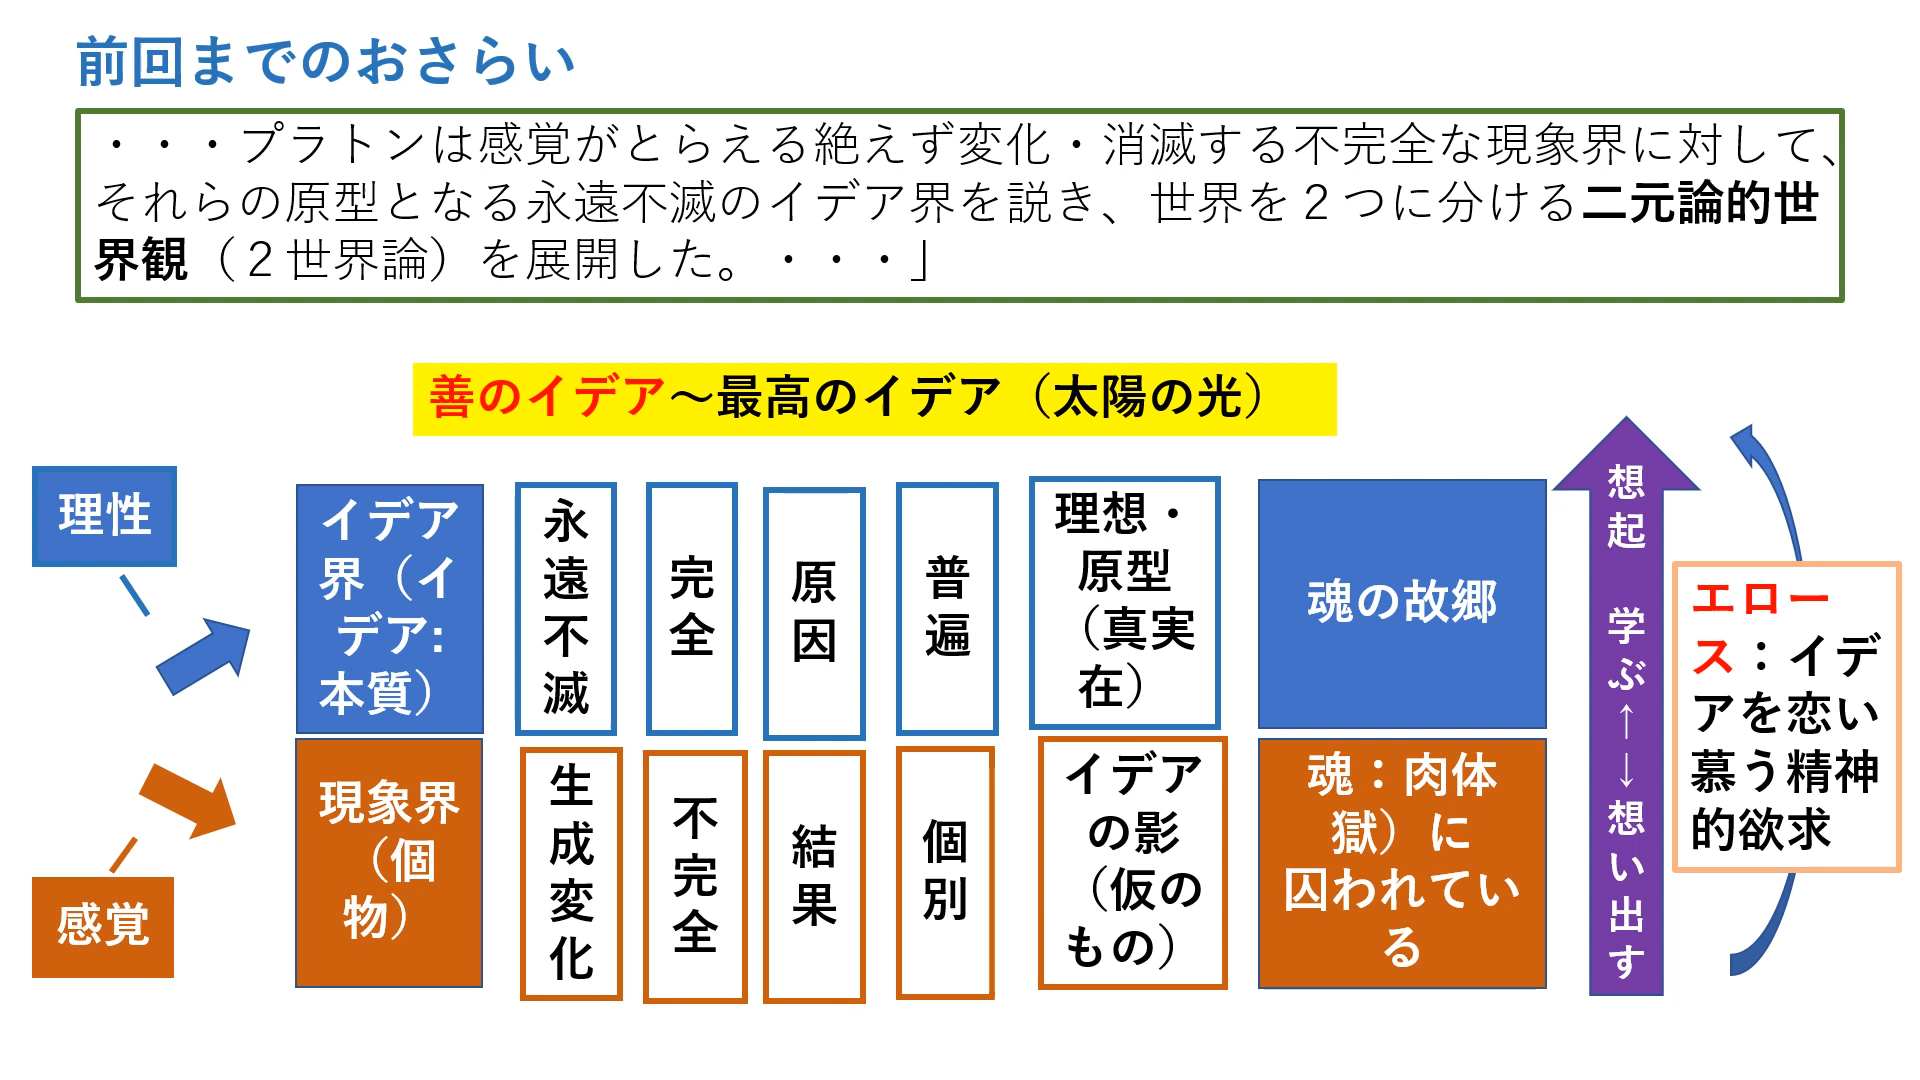 前回までのおさらい
・・・プラトンは感覚がとらえる絶えず変化・消滅する不完全な現象界に対して、
それらの原型となる永遠不滅のイデア界を説き、世界を２つに分ける二元論的世
界観（２世界論）を展開した。・・・」
善のイデア～最高のイデア（太陽の光）
理性
イデア
界（イ
デア:
本質）
永遠不滅
完全
原因
普遍
理想・
原型
（真実
在）
魂の故郷
感覚
現象界
（個
物）
生成変化
不完全
結果
個別
イデア
の影
（仮の
もの）
魂：肉体
獄）に
囚われてい
る
想起　学ぶ↑↓想い出す
エロー
ス：イデ
アを恋い
慕う精神
的欲求